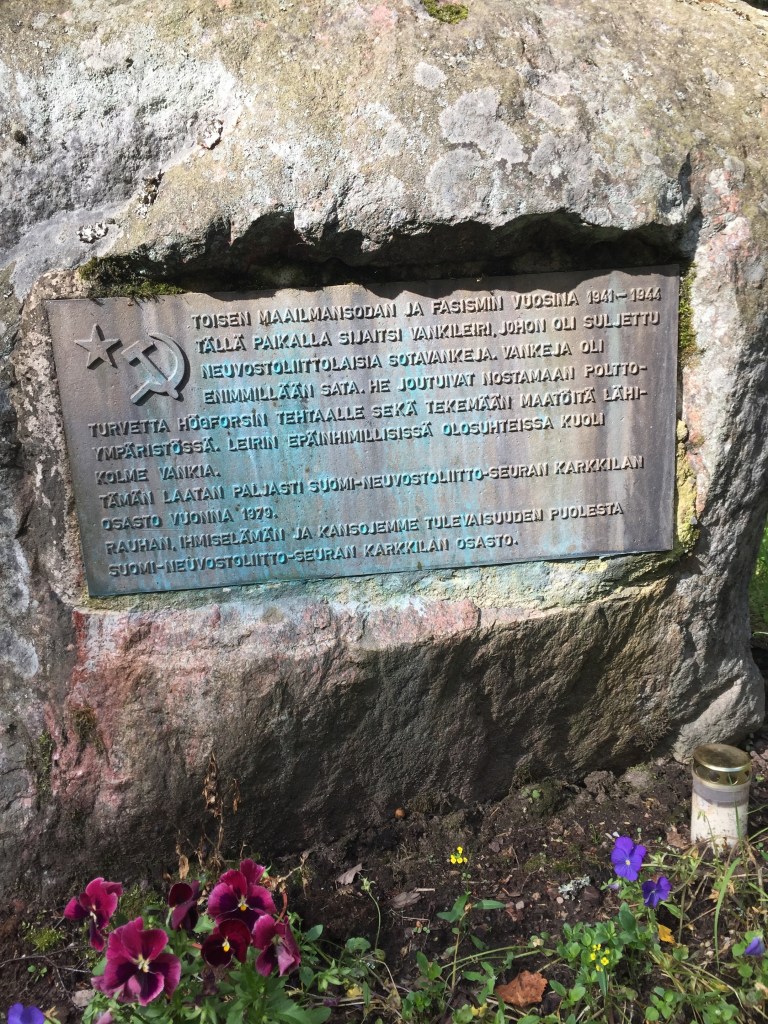 TOISEN MAAILMANSODAN JA FASISMIN VUOSINA 1941-1944
TÄLLÄ PAIKALLA SIJAITSI VANKILEIRI, JOHON OLI SULJETTU
NEUVOSTOLIITTOLAISIA SOTAVANKEJA. VANKEJA OLI
ENIMMILLÄÄN SATA. HE JOUTUIVAT NOSTAMAAN POLTTO-
TURVETTA HÖGFORSIN TEHTAALLE SEKÄ TEKEMÄÄN MAATÖITÄ LÄHI-
YMPÄRISTÖSSÄ. LEIRIN EPÄINHIMILLISISSÄ OLOSUHTEISSA KUOLI
KOLME VANKIA.
TÄMÄN LAATAN PALJASTI SUOMI-NEUVOSTOLIITTO-SEURAN KARKKILAN
OSASTO VUONNA 1979.
RAUHAN, IHMISELÄMÄN JA KANSOJEMME TULEVAISUUDEN PUOLESTA
SUOMI-NEUVOSTOLIITTO-SEURAN KARKKILAN OSASTO.